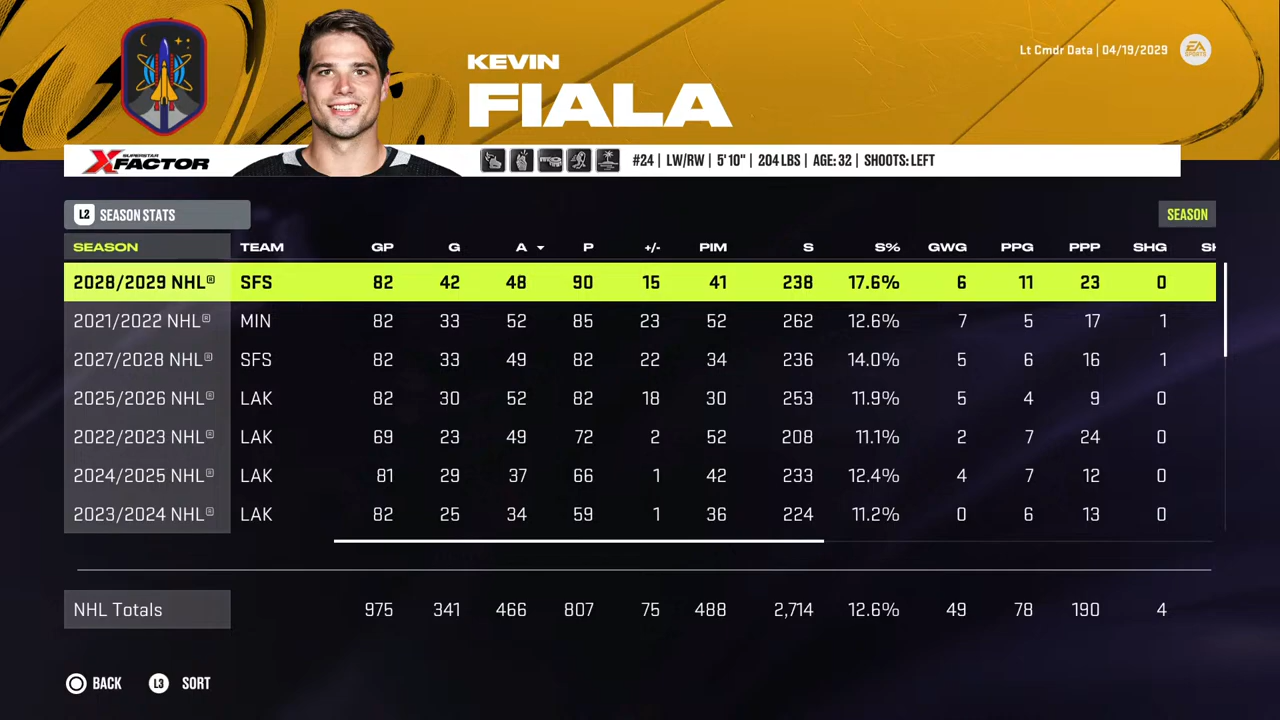 Lt Cmdr Data | 04/19/2029 EA SPORTS
KEVIN
FIALA
SUPERSTAR
X FACTOR
#24 | LW/RW | 5' 10" | 204 LBS | AGE: 32 | SHOOTS: LEFT
L2 SEASON STATS SEASON
SEASON TEAM GP G A P +/- PIM S S% GWG PPG PPP SHG
2028/2029 NHL® SFS 82 42 48 90 15 41 238 17.6% 6 11 23 0
2021/2022 NHL® MIN 82 33 52 85 23 52 262 12.6% 7 5 17 1
2027/2028 NHL® SFS 82 33 49 82 22 34 236 14.0% 5 6 16 1
2025/2026 NHL® LAK 82 30 52 82 18 30 253 11.9% 5 4 9 0
2022/2023 NHL® LAK 69 23 49 72 2 52 208 11.1% 2 7 24 0
2024/2025 NHL® LAK 81 29 37 66 1 42 233 12.4% 4 7 12 0
2023/2024 NHL® LAK 82 25 34 59 1 36 224 11.2% 0 6 13 0
NHL Totals 975 341 466 807 75 488 2,714 12.6% 49 78 190 4
BACK L3 SORT